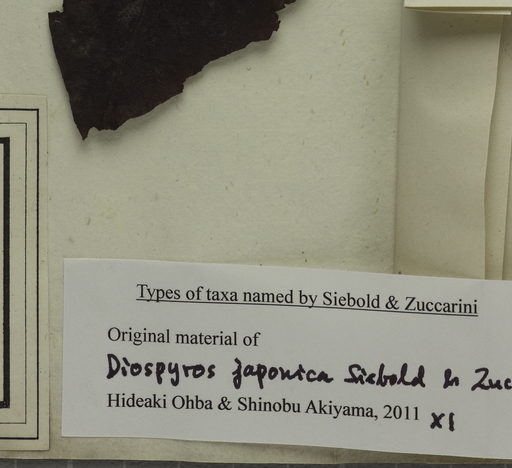 Types of taxa named by Siebold & Zuccarini
Original material of
Diospyros japonica Siebold & Zucc
Hideaki Ohba & Shinobu Akiyama, 2011 XI